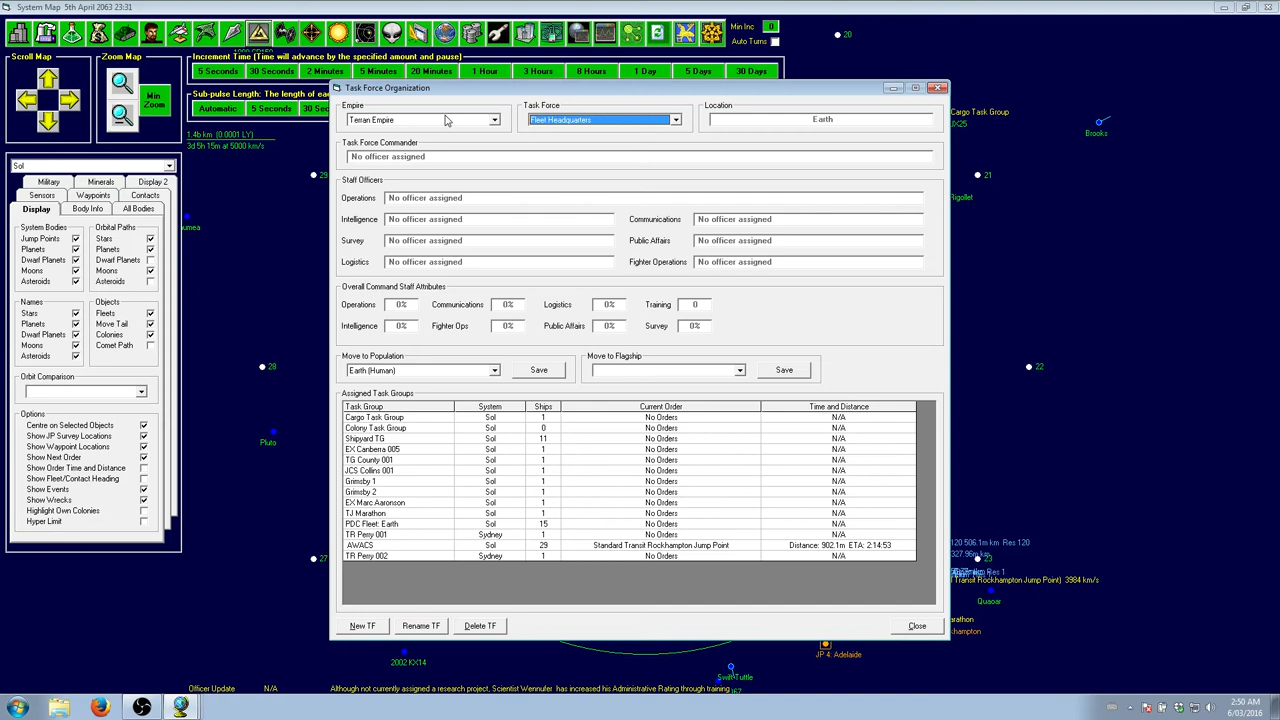 System Map   5th April 2063 23:31
Min Inc 0
Auto Turns
20
Scroll Map
Zoom Map
Min Zoom
Increment Time (Time will advance by the specified amount and pause)
5 Seconds 30 Seconds 2 Minutes 5 Minutes 20 Minutes 1 Hour 3 Hours 8 Hours 1 Day 5 Days 30 Days
Automatic 5 Seconds
1.4b km (0.0001 LY)
3d 5h 15m at 5000 km/s
Cargo Task Group
Brooks
21
29
Rigollet
22
28
Pluto
27
23
327.96m km
Quaoar
JP 4: Adelaide
2002 KX14
Sol
Military Minerals Display 2
Sensors Waypoints Contacts
Display Body Info All Bodies
System Bodies
Jump Points
Planets
Dwarf Planets
Moons
Asteroids
Orbital Paths
Stars
Planets
Dwarf Planets
Moons
Asteroids
Names
Stars
Planets
Dwarf Planets
Moons
Asteroids
Objects
Fleets
Move Tail
Colonies
Comet Path
Orbit Comparison
Options
Centre on Selected Objects
Show JP Survey Locations
Show Waypoint Locations
Show Next Order
Show Order Time and Distance
Show Fleet/Contact Heading
Show Events
Show Wrecks
Highlight Own Colonies
Hyper Limit
Task Force Organization
Empire
Terran Empire
Task Force
Fleet Headquarters
Location
Earth
Task Force Commander
No officer assigned
Staff Officers
Operations No officer assigned
Intelligence No officer assigned Communications No officer assigned
Survey No officer assigned Public Affairs No officer assigned
Logistics No officer assigned Fighter Operations No officer assigned
Overall Command Staff Attributes
Operations 0% Communications 0% Logistics 0% Training 0
Intelligence 0% Fighter Ops 0% Public Affairs 0% Survey 0%
Move to Population
Earth (Human) Save
Move to Flagship
Save
Assigned Task Groups
Task Group System Ships Current Order Time and Distance
Cargo Task Group Sol 1 No Orders N/A
Colony Task Group Sol 0 No Orders N/A
Shipyard TG Sol 11 No Orders N/A
EX Canberra 005 Sol 1 No Orders N/A
TG County 001 Sol 1 No Orders N/A
JCS Collins 001 Sol 1 No Orders N/A
Grimsby 1 Sol 1 No Orders N/A
Grimsby 2 Sol 1 No Orders N/A
EX Marc Aaronson Sol 1 No Orders N/A
TJ Marathon Sol 1 No Orders N/A
PDC Fleet: Earth Sol 15 No Orders N/A
TR Perry 001 Sydney 1 No Orders N/A
AWACS Sol 29 Standard Transit Rockhampton Jump Point Distance: 902.1m ETA: 2:14:53
TR Perry 002 Sydney 1 No Orders N/A
New TF Rename TF Delete TF Close
Officer Update N/A Although not currently assigned a research project, Scientist Wennufer has increased his Administrative Rating through training
2:50 AM
6/03/2016